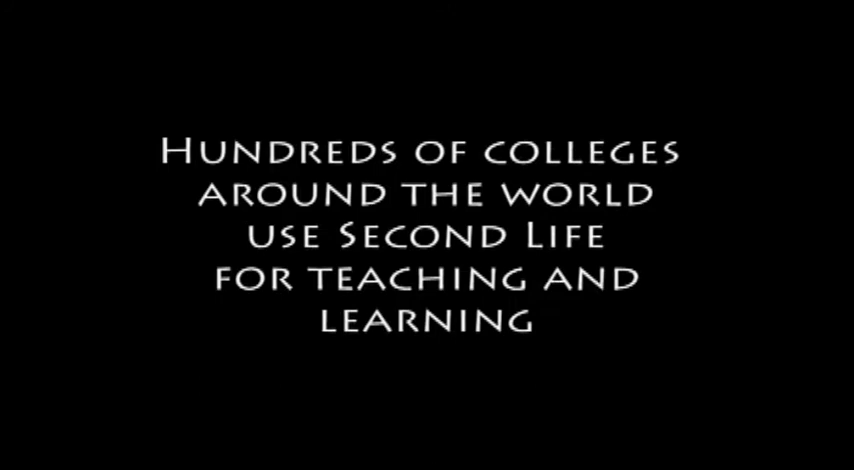 Hundreds of colleges
around the world
use Second Life
for teaching and
learning